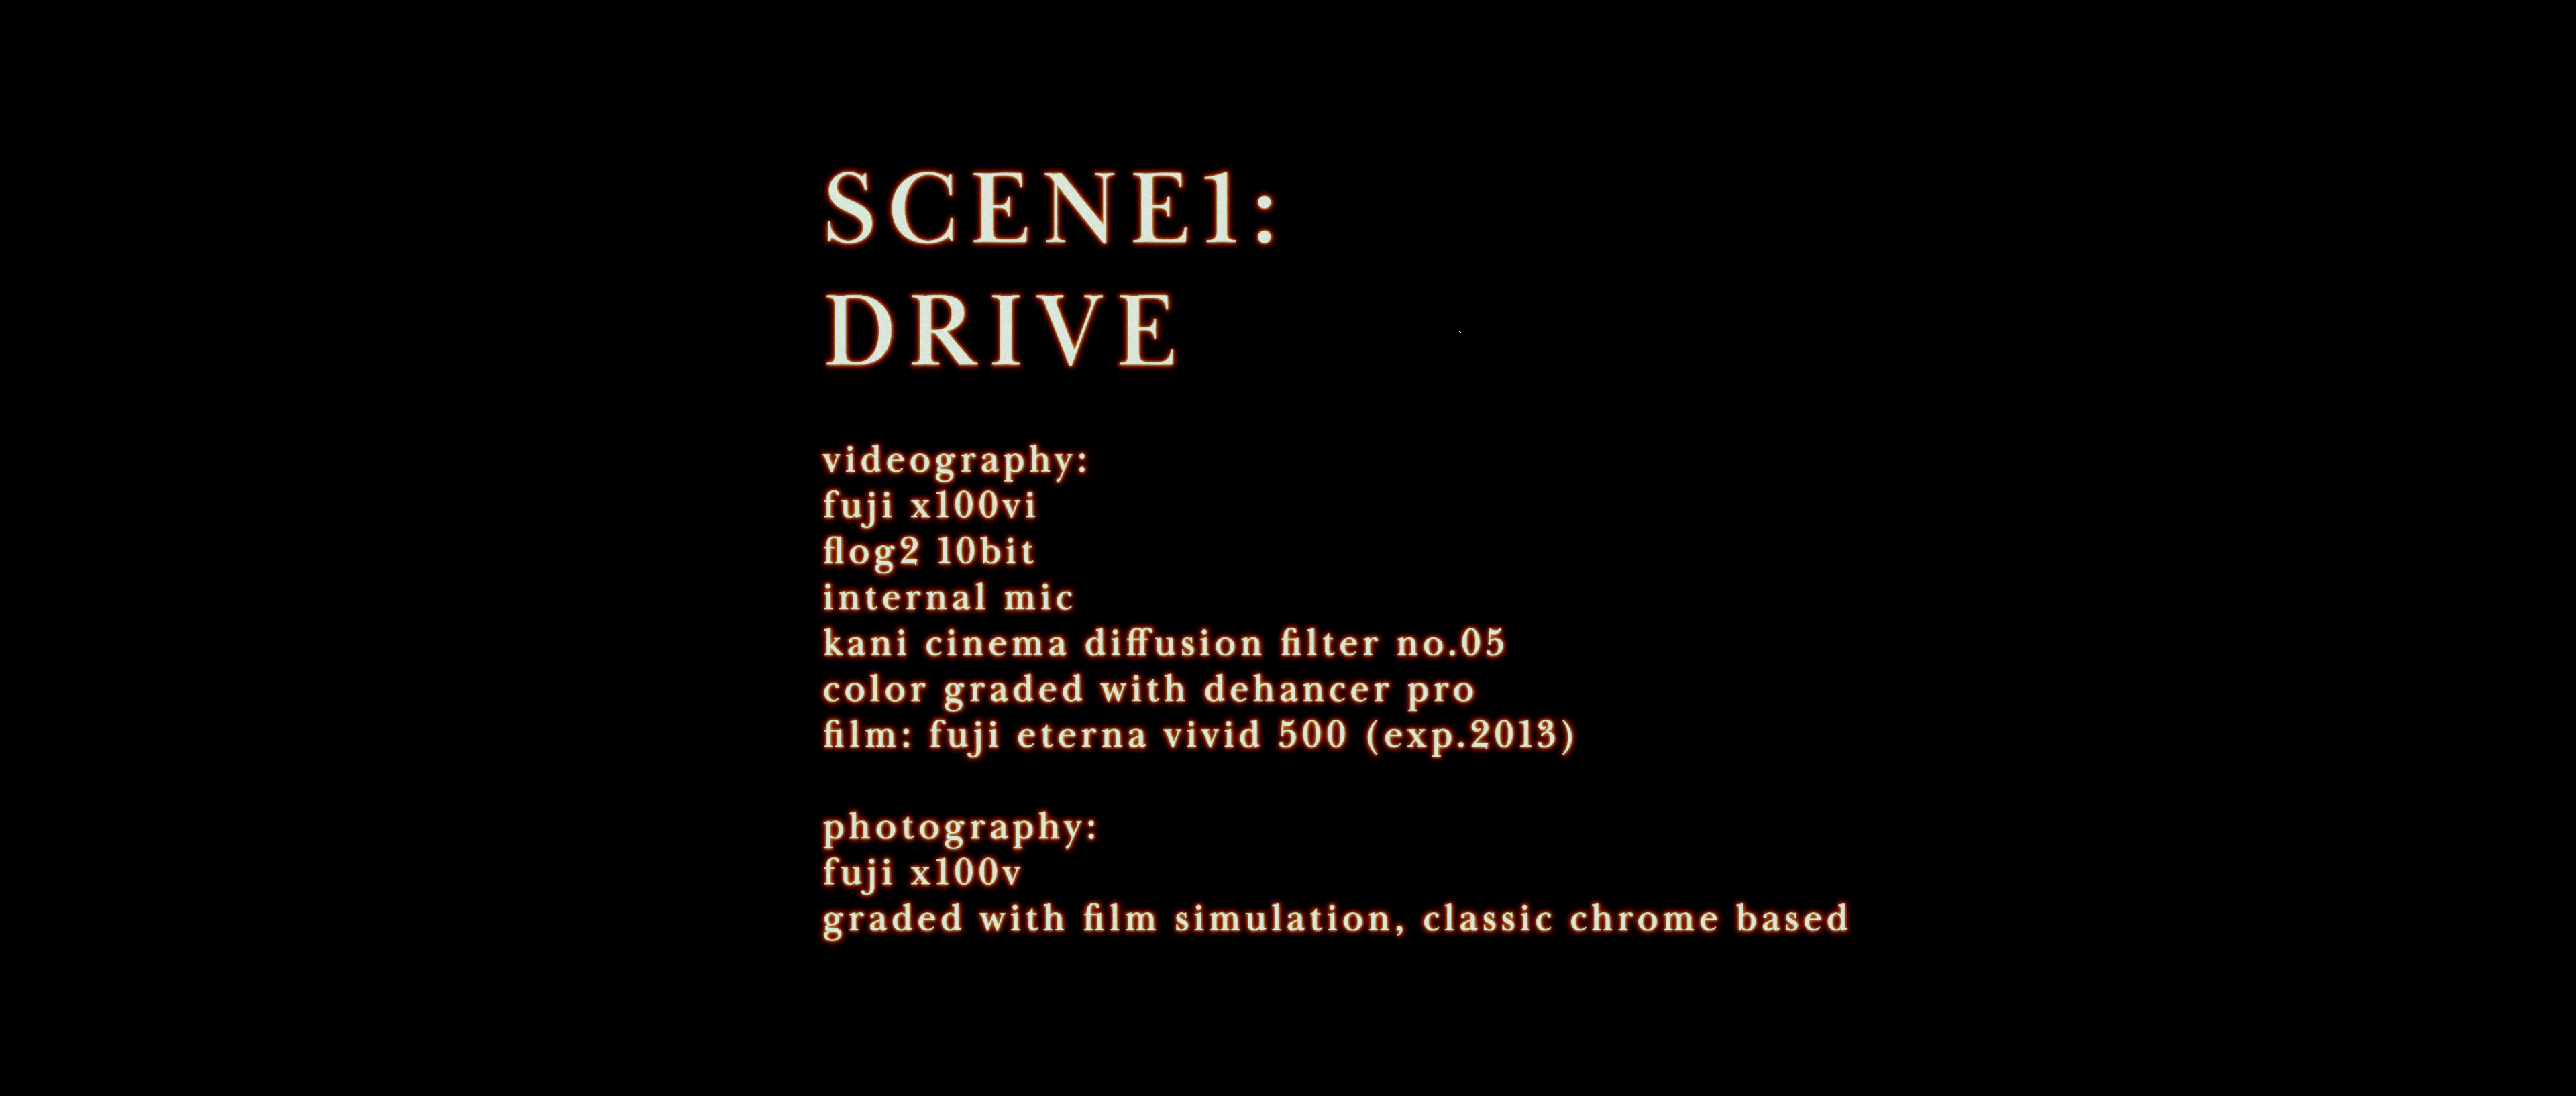 SCENE1:
DRIVE
videography:
fuji x100vi
flog2 10bit
internal mic
kani cinema diffusion filter no.05
color graded with dehancer pro
film: fuji eterna vivid 500 (exp.2013)
photography:
fuji x100v
graded with film simulation, classic chrome based